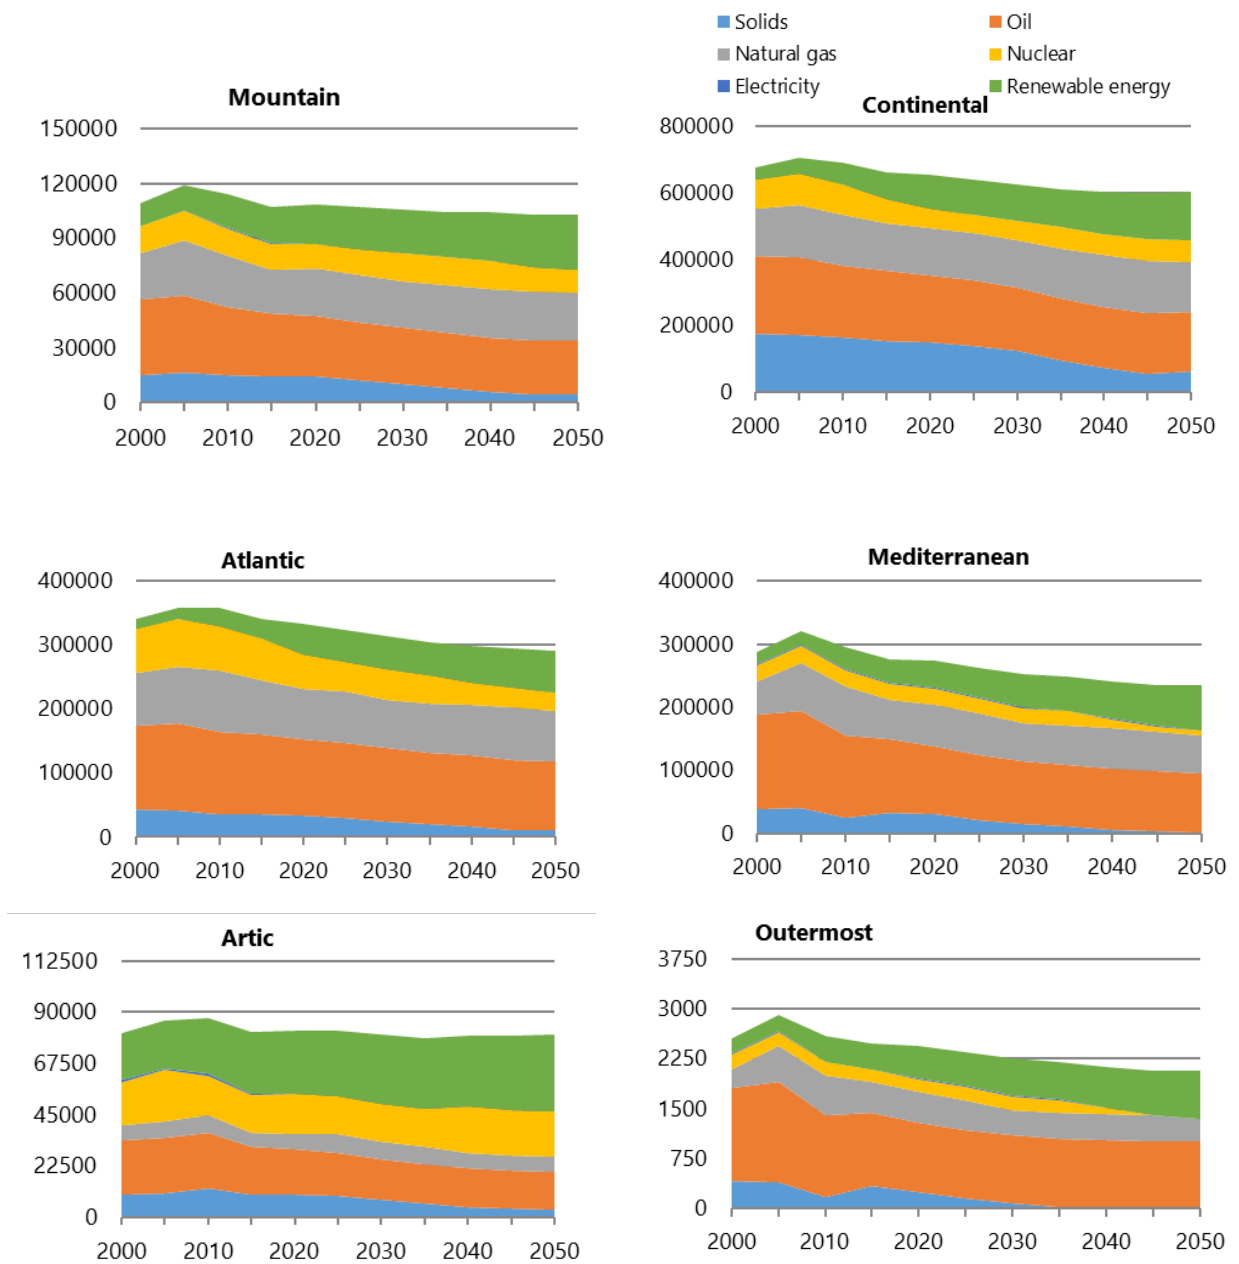 Solids
Oil
Natural gas
Nuclear
Electricity
Renewable energy
Mountain
150000
120000
90000
60000
30000
0
2000 2010 2020 2030 2040 2050
Continental
800000
600000
400000
200000
0
2000 2010 2020 2030 2040 2050
Atlantic
400000
300000
200000
100000
0
2000 2010 2020 2030 2040 2050
Mediterranean
400000
300000
200000
100000
0
2000 2010 2020 2030 2040 2050
Artic
112500
90000
67500
45000
22500
0
2000 2010 2020 2030 2040 2050
Outermost
3750
3000
2250
1500
750
0
2000 2010 2020 2030 2040 2050